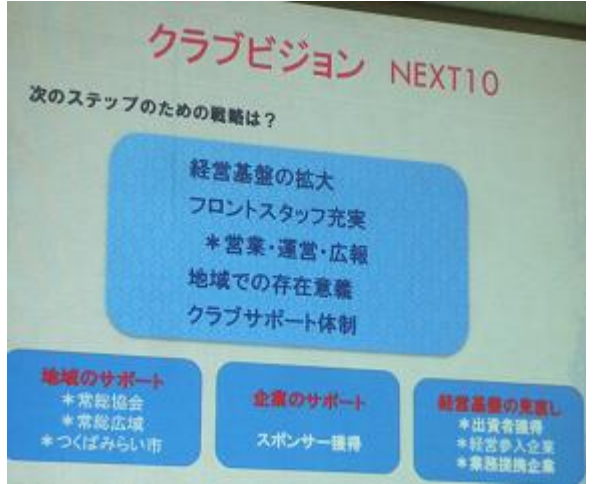 クラブビジョン NEXT10
次のステップのための戦略は？
経営基盤の拡大
フロントスタッフ充実
＊営業・運営・広報
地域での存在意義
クラブサポート体制
地域のサポート
＊常総協会
＊常総広域
＊つくばみらい市
企業のサポート
スポンサー獲得
経営基盤の見直し
＊出資者獲得
＊経営参入企業
＊業務提携企業